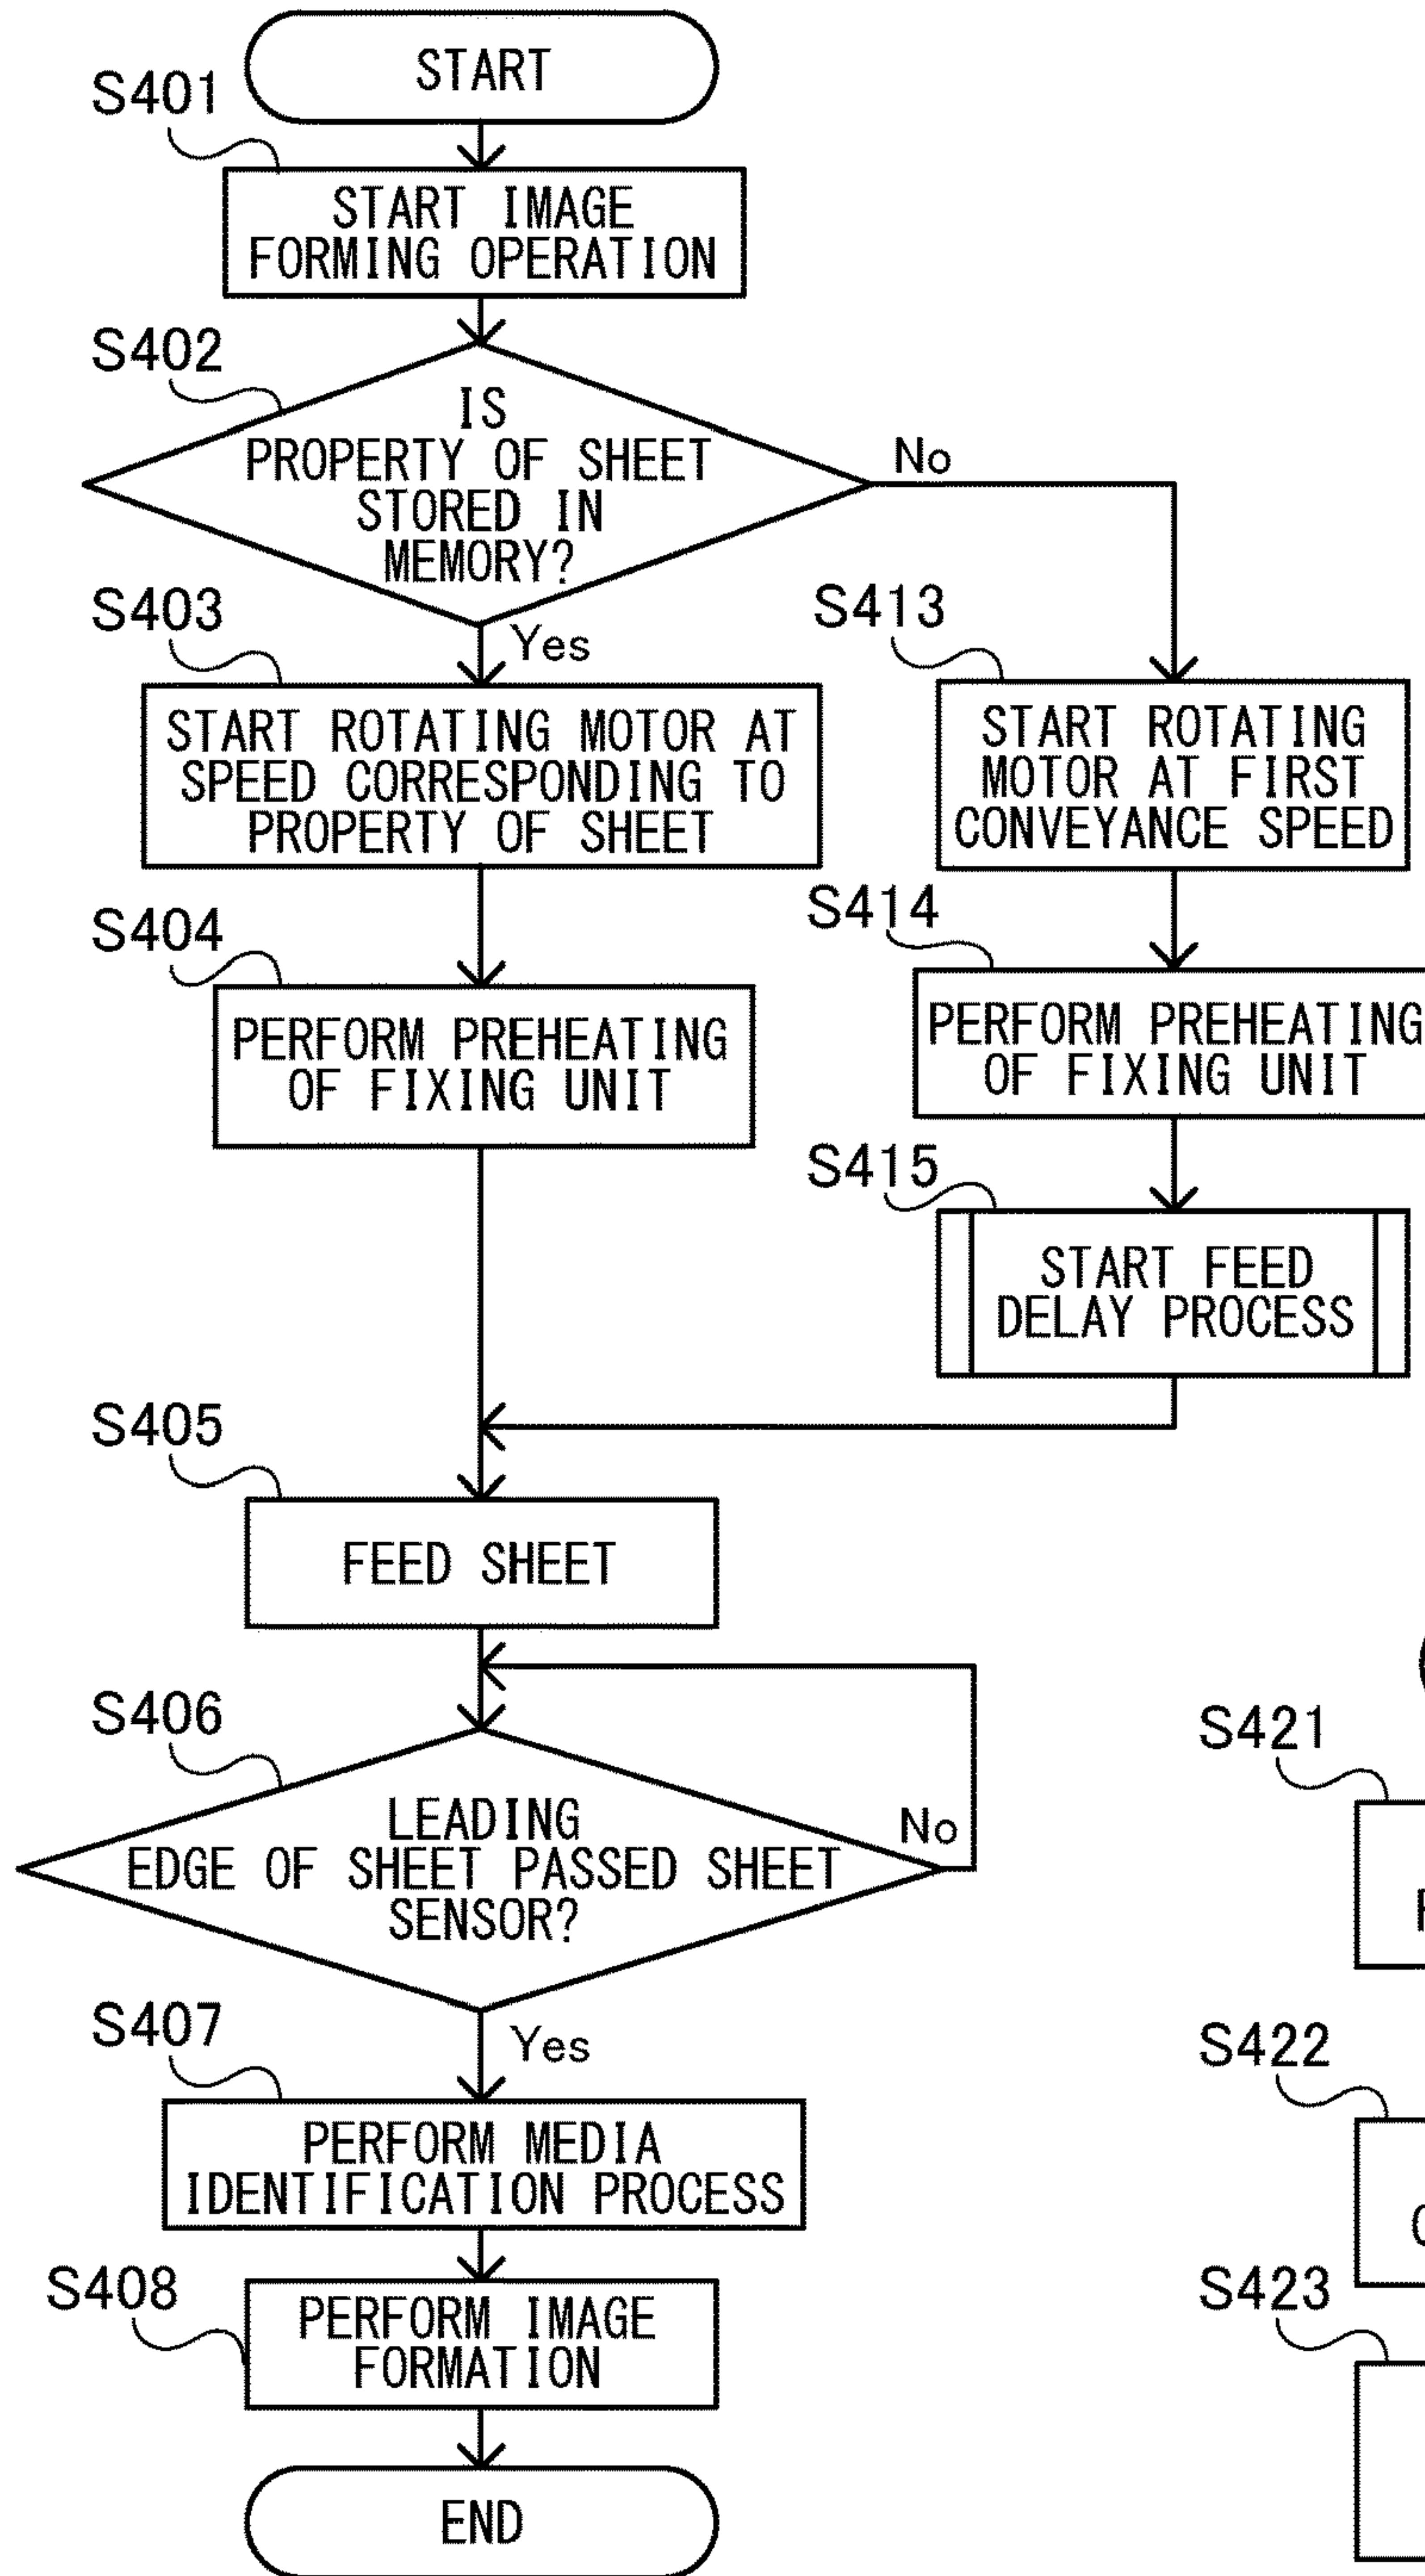 START
S401
START IMAGE
FORMING OPERATION
S402
IS
PROPERTY OF SHEET
STORED IN
MEMORY?
No
Yes
S403
START ROTATING MOTOR AT
SPEED CORRESPONDING TO
PROPERTY OF SHEET
S413
START ROTATING
MOTOR AT FIRST
CONVEYANCE SPEED
S404
PERFORM PREHEATING
OF FIXING UNIT
S414
PERFORM PREHEATING
OF FIXING UNIT
S415
START FEED
DELAY PROCESS
S405
FEED SHEET
S406
LEADING
EDGE OF SHEET PASSED SHEET
SENSOR?
No
Yes
S407
PERFORM MEDIA
IDENTIFICATION PROCESS
S408
PERFORM IMAGE
FORMATION
END
S421
S422
S423